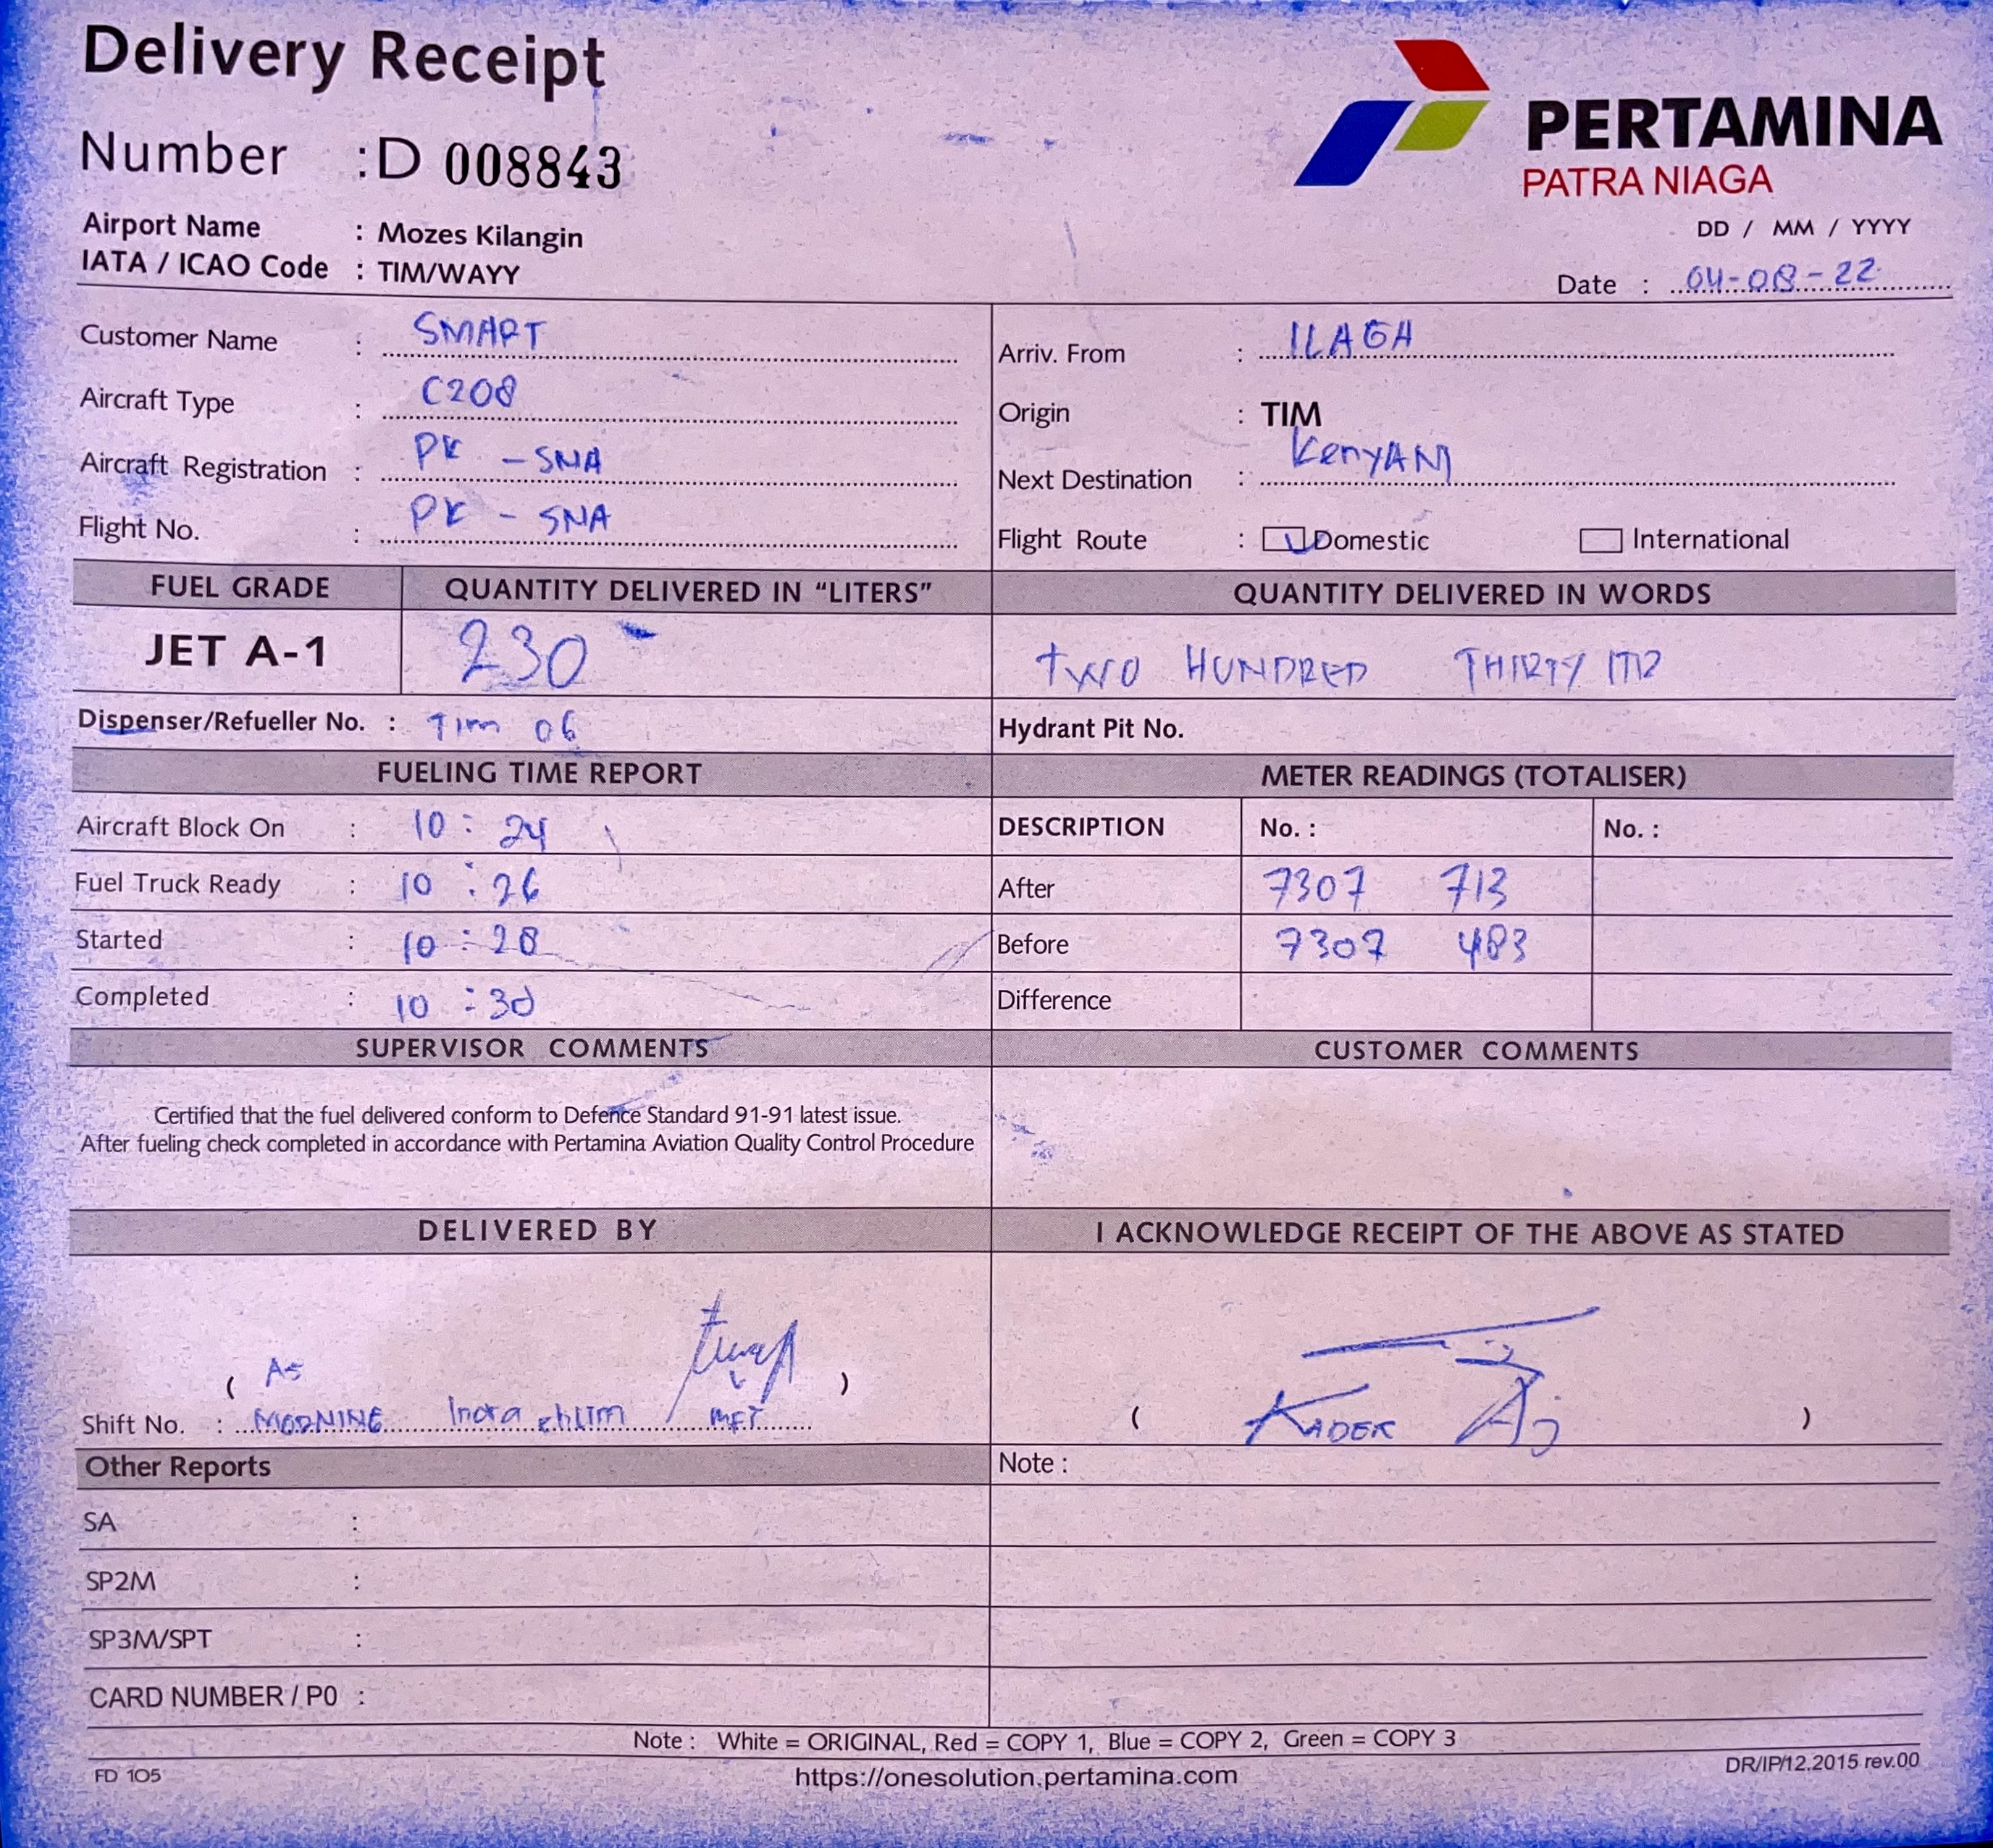 Delivery Receipt
Number : D 008843
PERTAMINA
PATRA NIAGA
Airport Name : Mozes Kilangin
IATA / ICAO Code : TIM/WAYY
DD / MM / YYYY
Date : 04-08-22
Customer Name : SMART
Aircraft Type : C208
Aircraft Registration : PK - SNA
Flight No. : PK - SNA
Arriv. From : ILAGA
Origin : TIM
Next Destination : KenyAM
Flight Route : Domestic International
FUEL GRADE QUANTITY DELIVERED IN “LITERS” QUANTITY DELIVERED IN WORDS
JET A-1 230 TWO HUNDRED THIRTY
Dispenser/Refueller No. : TIM 06 Hydrant Pit No.
FUELING TIME REPORT
Aircraft Block On : 10 : 24
Fuel Truck Ready : 10 : 26
Started : 10 : 28
Completed : 10 : 30
METER READINGS (TOTALISER)
DESCRIPTION No. : No. :
After 7307 713
Before 7307 483
Difference
SUPERVISOR COMMENTS
Certified that the fuel delivered conform to Defence Standard 91-91 latest issue.
After fueling check completed in accordance with Pertamina Aviation Quality Control Procedure
CUSTOMER COMMENTS
DELIVERED BY
( )
Shift No. :
I ACKNOWLEDGE RECEIPT OF THE ABOVE AS STATED
( KADEK )
Other Reports
SA :
SP2M :
SP3M/SPT :
CARD NUMBER / P0 :
Note :
Note : White = ORIGINAL, Red = COPY 1, Blue = COPY 2, Green = COPY 3
FD 105
https://onesolution.pertamina.com
DR/IP/12.2015 rev.00